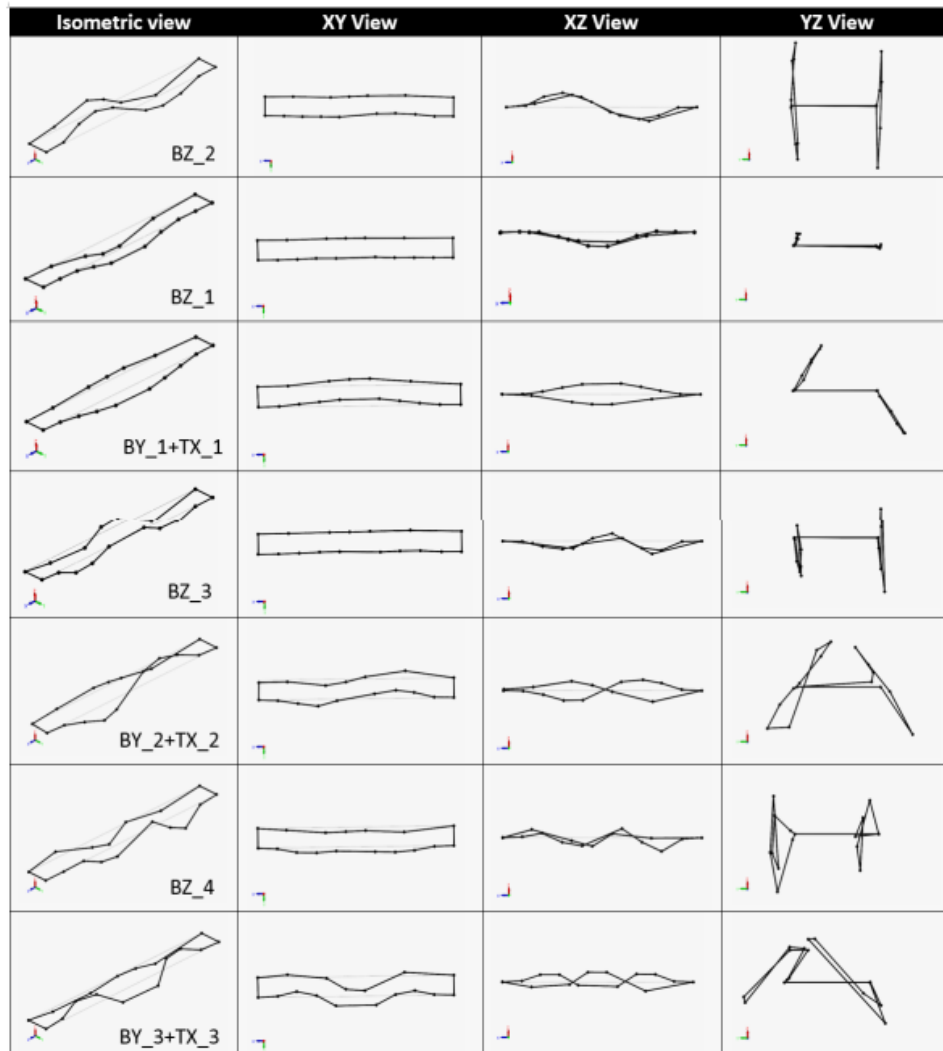 Isometric view XY View XZ View YZ View
BZ_2
BZ_1
BY_1+TX_1
BZ_3
BY_2+TX_2
BZ_4
BY_3+TX_3